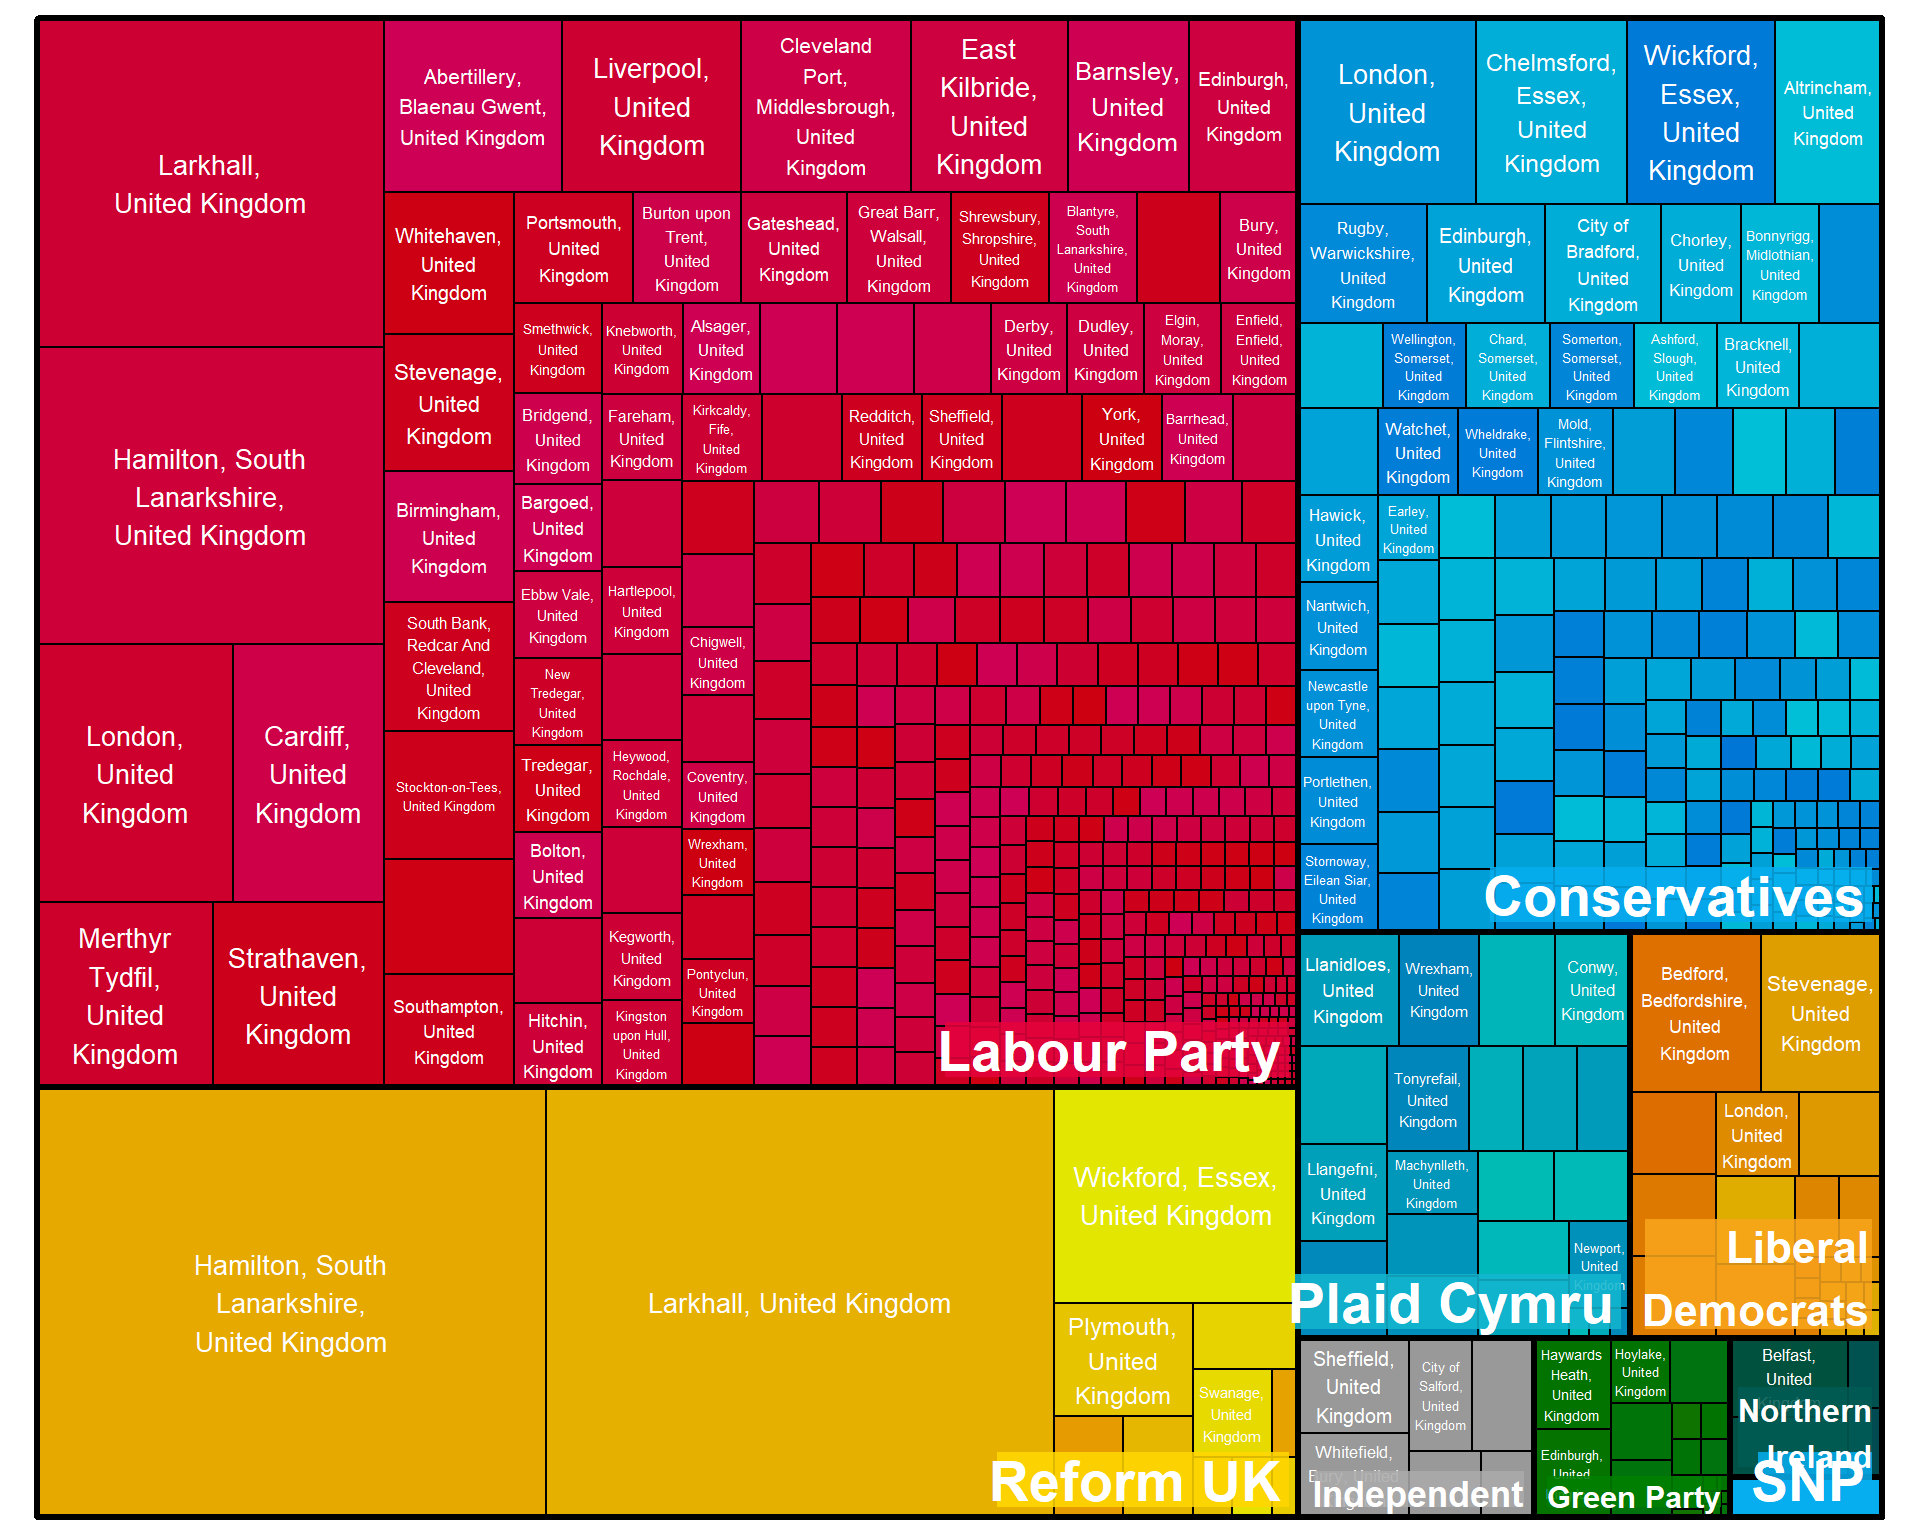 Larkhall,
United Kingdom
Hamilton, South
Lanarkshire,
United Kingdom
London,
United
Kingdom
Cardiff,
United
Kingdom
Merthyr
Tydfil,
United
Kingdom
Strathaven,
United
Kingdom
Abertillery,
Blaenau Gwent,
United Kingdom
Liverpool,
United
Kingdom
Cleveland
Port,
Middlesbrough,
United
Kingdom
East
Kilbride,
United
Kingdom
Barnsley,
United
Kingdom
Edinburgh,
United
Kingdom
Whitehaven,
United
Kingdom
Stevenage,
United
Kingdom
Birmingham,
United
Kingdom
South Bank,
Redcar And
Cleveland,
United
Kingdom
Stockton-on-Tees,
United Kingdom
Southampton,
United
Kingdom
Portsmouth,
United
Kingdom
Burton upon
Trent,
United
Kingdom
Gateshead,
United
Kingdom
Great Barr,
Walsall,
United
Kingdom
Shrewsbury,
Shropshire,
United
Kingdom
Blantyre,
South
Lanarkshire,
United
Kingdom
Bury,
United
Kingdom
Smethwick,
United
Kingdom
Knebworth,
United
Kingdom
Alsager,
United
Kingdom
Derby,
United
Kingdom
Dudley,
United
Kingdom
Elgin,
Moray,
United
Kingdom
Enfield,
Enfield,
United
Kingdom
Bridgend,
United
Kingdom
Fareham,
United
Kingdom
Kirkcaldy,
Fife,
United
Kingdom
Redditch,
United
Kingdom
Sheffield,
United
Kingdom
York,
United
Kingdom
Barrhead,
United
Kingdom
Bargoed,
United
Kingdom
Ebbw Vale,
United
Kingdom
Hartlepool,
United
Kingdom
New
Tredegar,
United
Kingdom
Chigwell,
United
Kingdom
Tredegar,
United
Kingdom
Heywood,
Rochdale,
United
Kingdom
Coventry,
United
Kingdom
Bolton,
United
Kingdom
Wrexham,
United
Kingdom
Kegworth,
United
Kingdom
Pontyclun,
United
Kingdom
Hitchin,
United
Kingdom
Kingston
upon Hull,
United
Kingdom
Labour Party
London,
United
Kingdom
Chelmsford,
Essex,
United
Kingdom
Wickford,
Essex,
United
Kingdom
Altrincham,
United
Kingdom
Rugby,
Warwickshire,
United
Kingdom
Edinburgh,
United
Kingdom
City of
Bradford,
United
Kingdom
Chorley,
United
Kingdom
Bonnyrigg,
Midlothian,
United
Kingdom
Wellington,
Somerset,
United
Kingdom
Chard,
Somerset,
United
Kingdom
Somerton,
Somerset,
United
Kingdom
Ashford,
Slough,
United
Kingdom
Bracknell,
United
Kingdom
Watchet,
United
Kingdom
Wheldrake,
United
Kingdom
Mold,
Flintshire,
United
Kingdom
Hawick,
United
Kingdom
Earley,
United
Kingdom
Nantwich,
United
Kingdom
Newcastle
upon Tyne,
United
Kingdom
Portlethen,
United
Kingdom
Stornoway,
Eilean Siar,
United
Kingdom
Conservatives
Hamilton, South
Lanarkshire,
United Kingdom
Larkhall, United Kingdom
Wickford, Essex,
United Kingdom
Plymouth,
United
Kingdom
Swanage,
United
Kingdom
Reform UK
Llanidloes,
United
Kingdom
Wrexham,
United
Kingdom
Conwy,
United
Kingdom
Tonyrefail,
United
Kingdom
Llangefni,
United
Kingdom
Machynlleth,
United
Kingdom
Newport,
United
Kingdom
Plaid Cymru
Bedford,
Bedfordshire,
United
Kingdom
Stevenage,
United
Kingdom
London,
United
Kingdom
Liberal
Democrats
Sheffield,
United
Kingdom
City of
Salford,
United
Kingdom
Whitefield,
Bury, United
Independent
Haywards
Heath,
United
Kingdom
Hoylake,
United
Kingdom
Edinburgh,
United
Green Party
Belfast,
United
Northern
Ireland
SNP